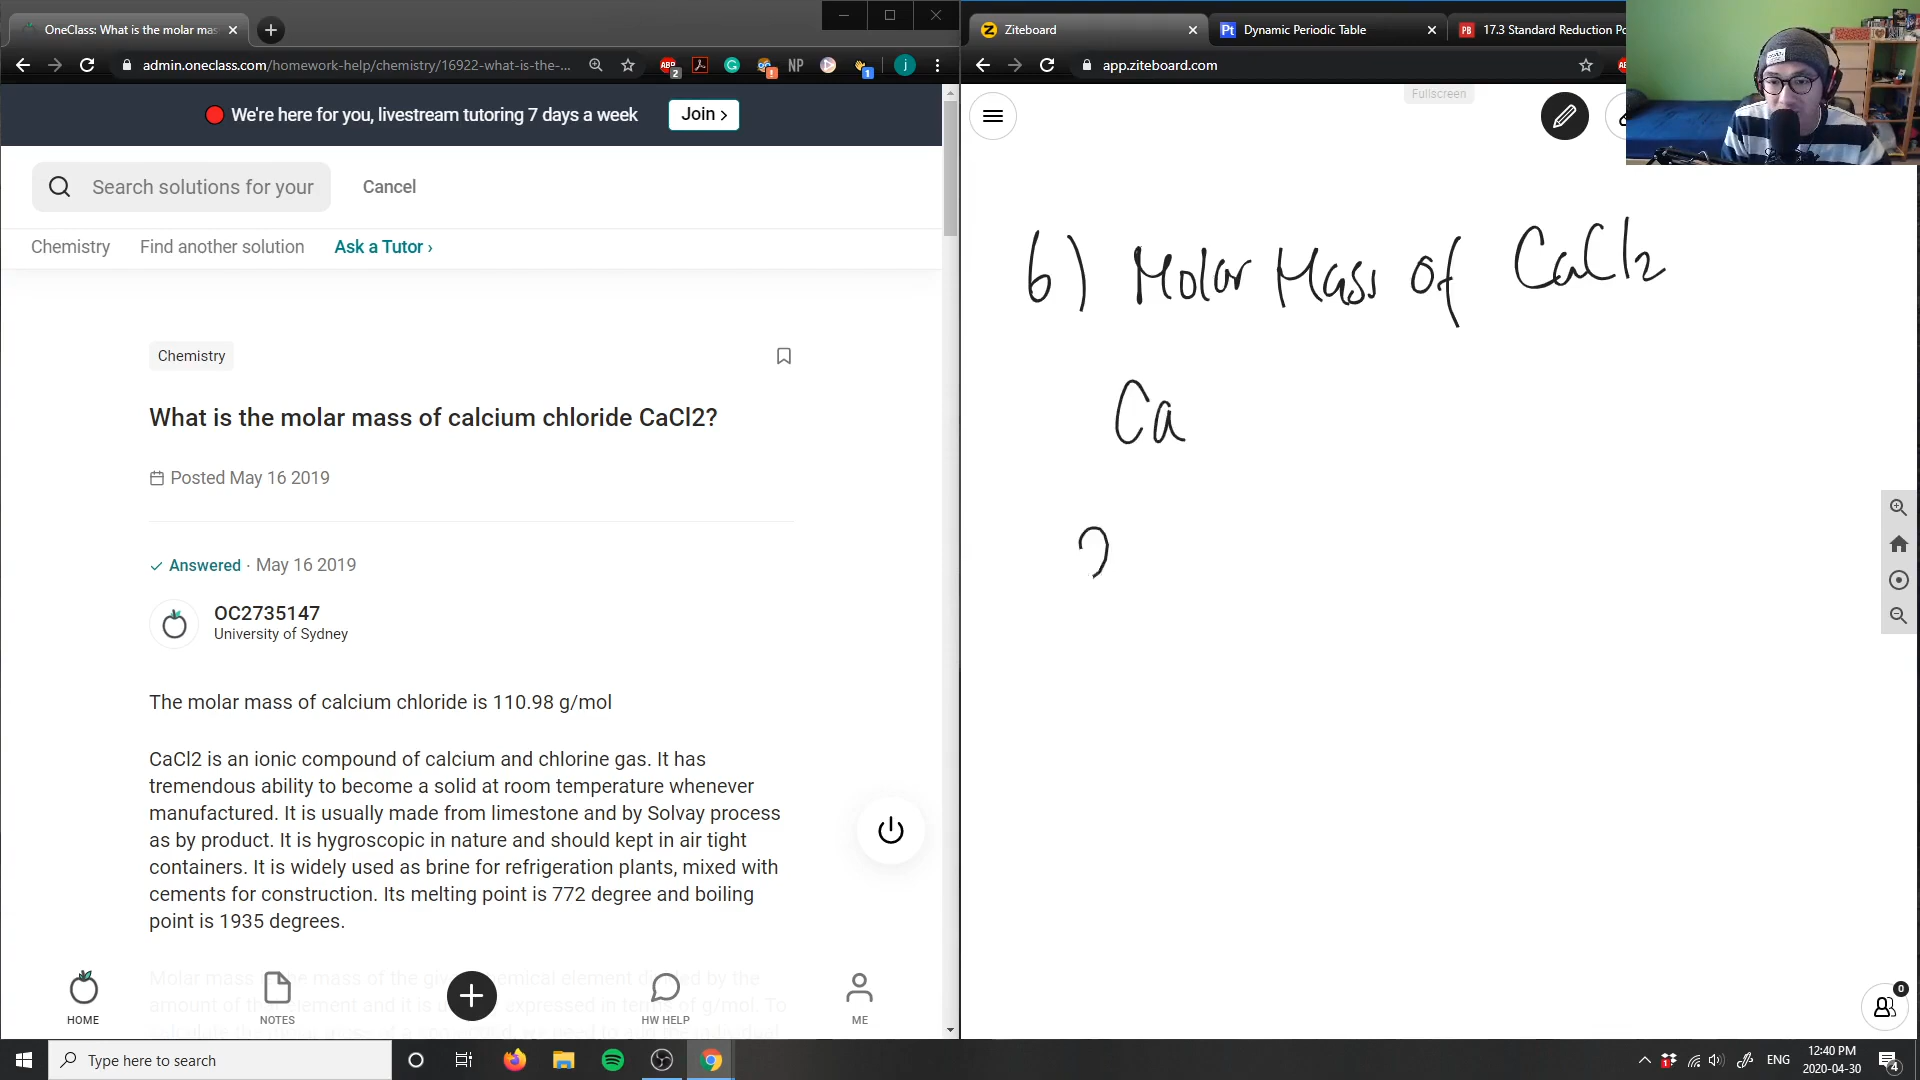 OneClass: What is the molar mas
admin.oneclass.com/homework-help/chemistry/16922-what-is-the-...
We're here for you, livestream tutoring 7 days a week
Join >
Search solutions for your
Cancel
Chemistry
Find another solution
Ask a Tutor ›
Chemistry
What is the molar mass of calcium chloride CaCl2?
Posted May 16 2019
Answered · May 16 2019
OC2735147
University of Sydney
The molar mass of calcium chloride is 110.98 g/mol
CaCl2 is an ionic compound of calcium and chlorine gas. It has
tremendous ability to become a solid at room temperature whenever
manufactured. It is usually made from limestone and by Solvay process
as by product. It is hygroscopic in nature and should kept in air tight
containers. It is widely used as brine for refrigeration plants, mixed with
cements for construction. Its melting point is 772 degree and boiling
point is 1935 degrees.
HOME
NOTES
HW HELP
ME
Ziteboard
Dynamic Periodic Table
17.3 Standard Reduction Po
app.ziteboard.com
Fullscreen
6) Molar Mass of CaCl2
Ca
0
Type here to search
ENG
12:40 PM
2020-04-30
4